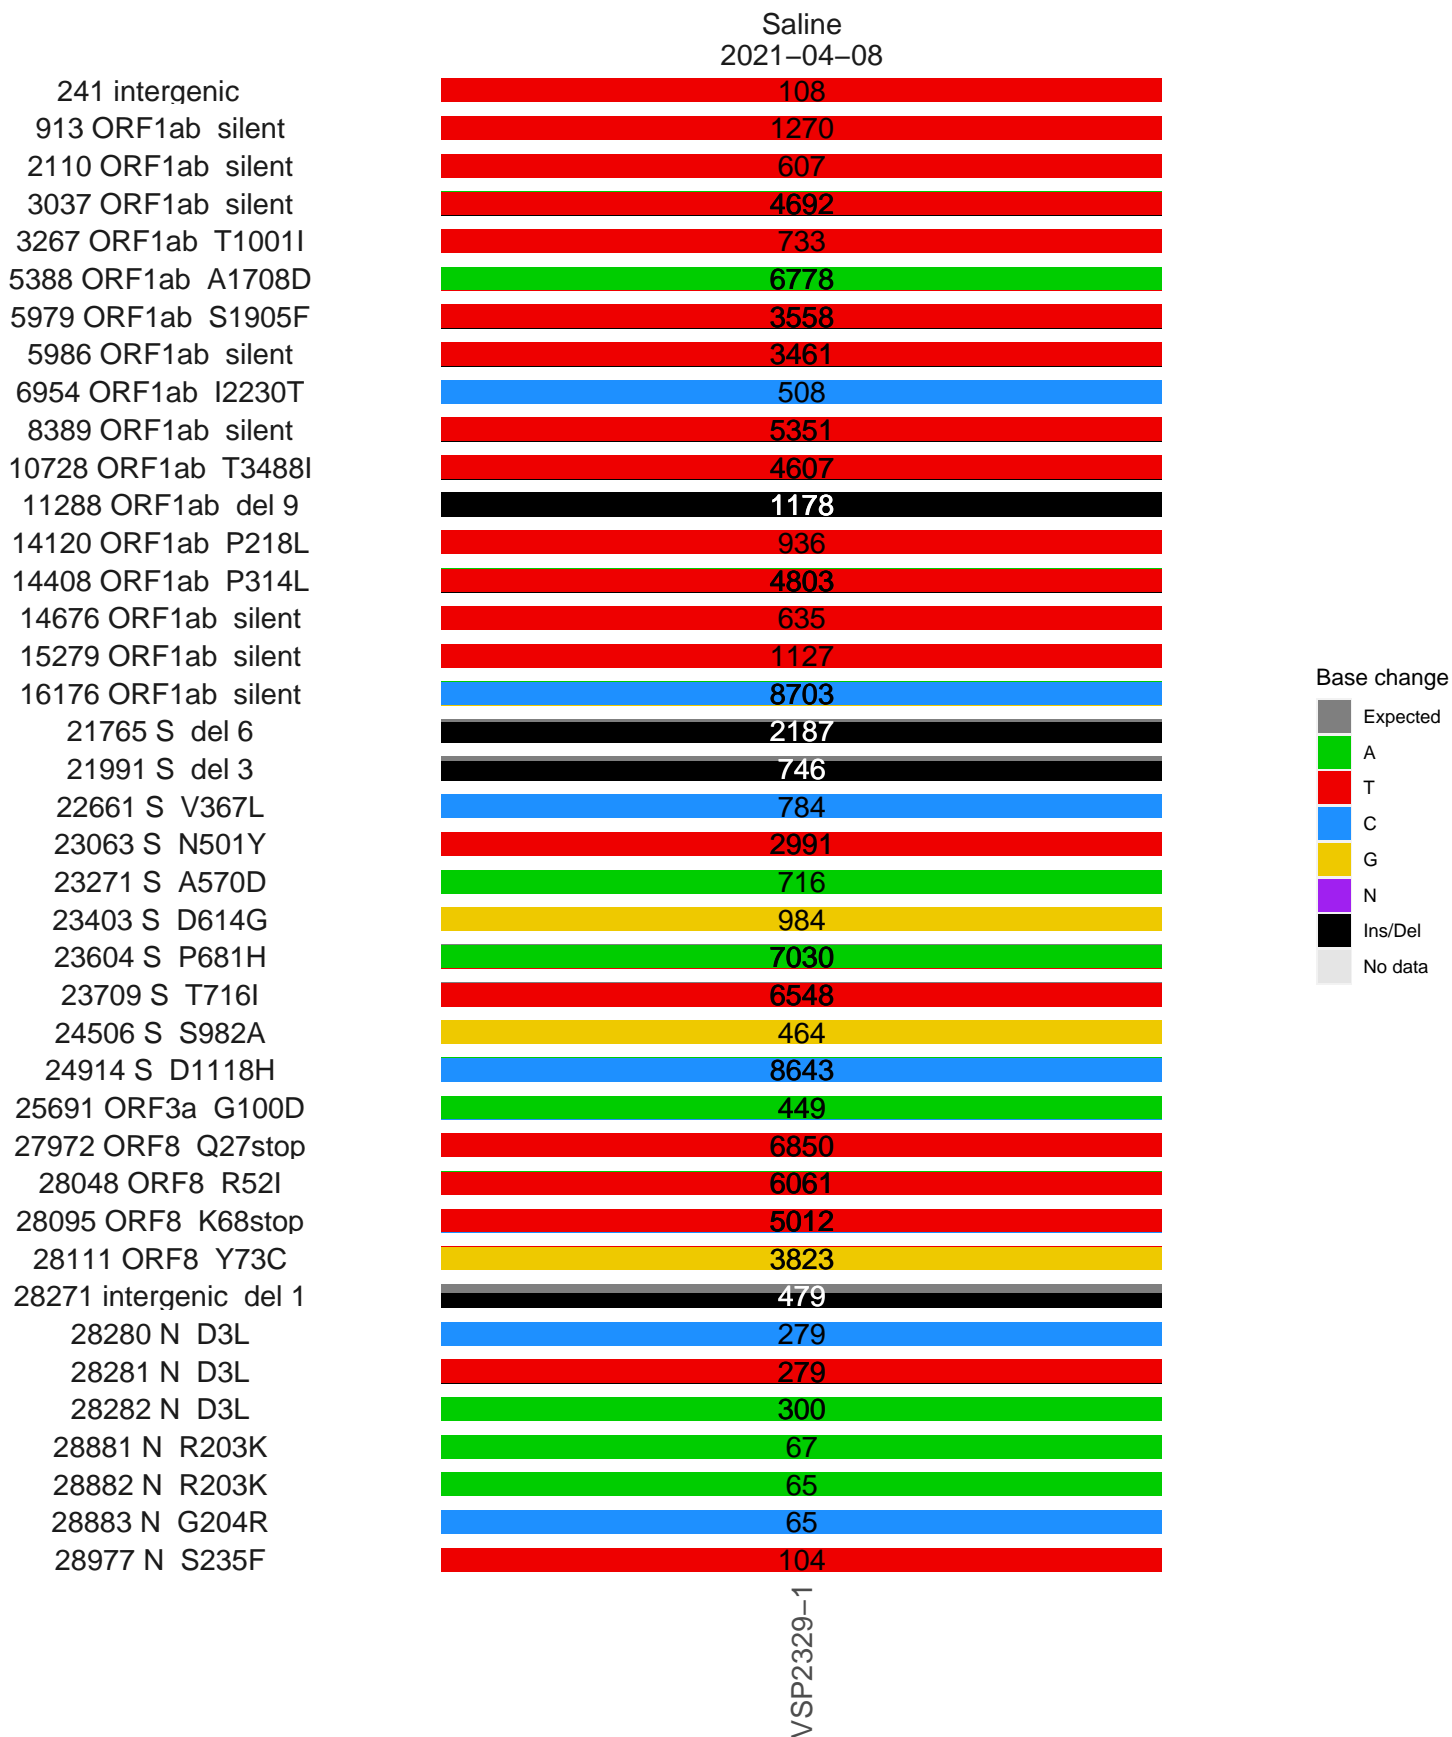 Saline
2021−04−08
241 intergenic 108
913 ORF1ab silent 1270
2110 ORF1ab silent 607
3037 ORF1ab silent 4692
3267 ORF1ab T1001I 733
5388 ORF1ab A1708D 6778
5979 ORF1ab S1905F 3558
5986 ORF1ab silent 3461
6954 ORF1ab I2230T 508
8389 ORF1ab silent 5351
10728 ORF1ab T3488I 4607
11288 ORF1ab del 9 1178
14120 ORF1ab P218L 936
14408 ORF1ab P314L 4803
14676 ORF1ab silent 635
15279 ORF1ab silent 1127
16176 ORF1ab silent 8703
21765 S del 6 2187
21991 S del 3 746
22661 S V367L 784
23063 S N501Y 2991
23271 S A570D 716
23403 S D614G 984
23604 S P681H 7030
23709 S T716I 6548
24506 S S982A 464
24914 S D1118H 8643
25691 ORF3a G100D 449
27972 ORF8 Q27stop 6850
28048 ORF8 R52I 6061
28095 ORF8 K68stop 5012
28111 ORF8 Y73C 3823
28271 intergenic del 1 479
28280 N D3L 279
28281 N D3L 279
28282 N D3L 300
28881 N R203K 67
28882 N R203K 65
28883 N G204R 65
28977 N S235F 104
VSP2329−1
Base change
Expected
A
T
C
G
N
Ins/Del
No data